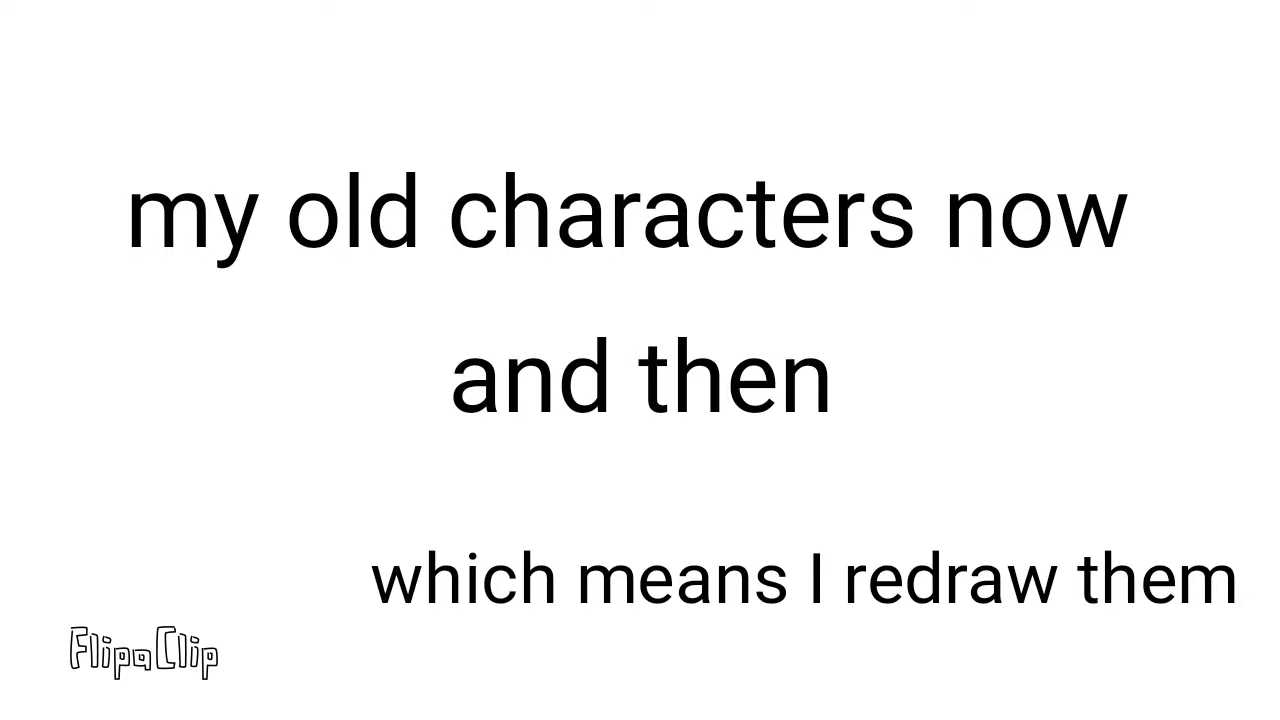 my old characters now
and then
which means I redraw them
FlipaClip